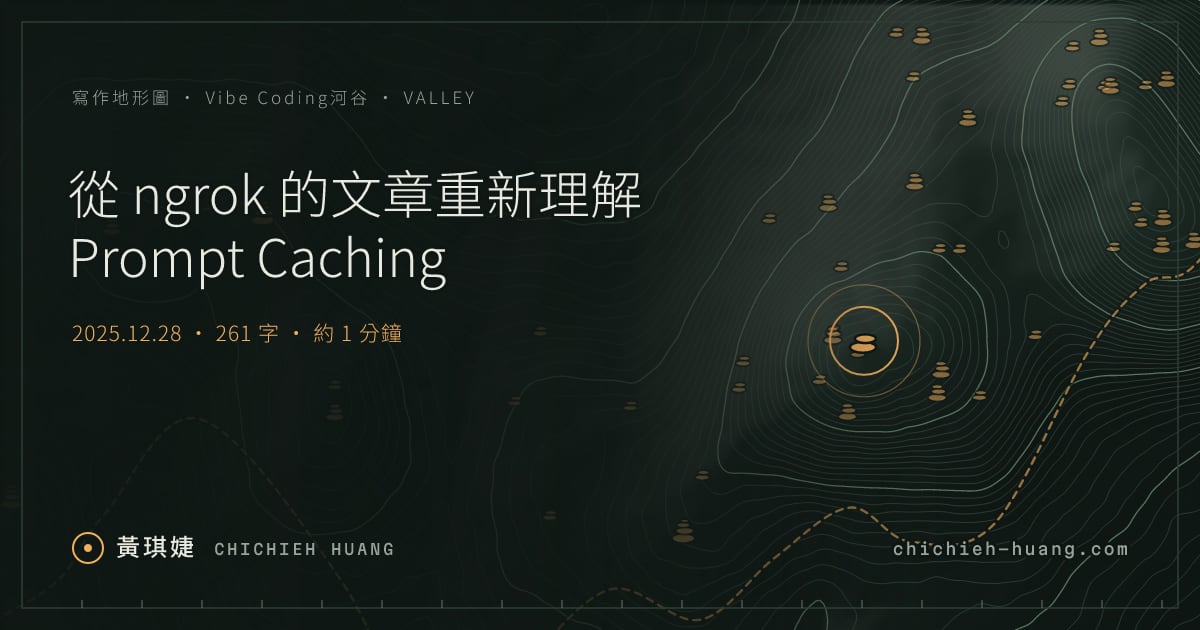 寫作地形圖 · Vibe Coding河谷 · VALLEY
從 ngrok 的文章重新理解
Prompt Caching
2025.12.28 · 261 字 · 約 1 分鐘
黃琪婕 CHICHIEH HUANG
chichieh-huang.com